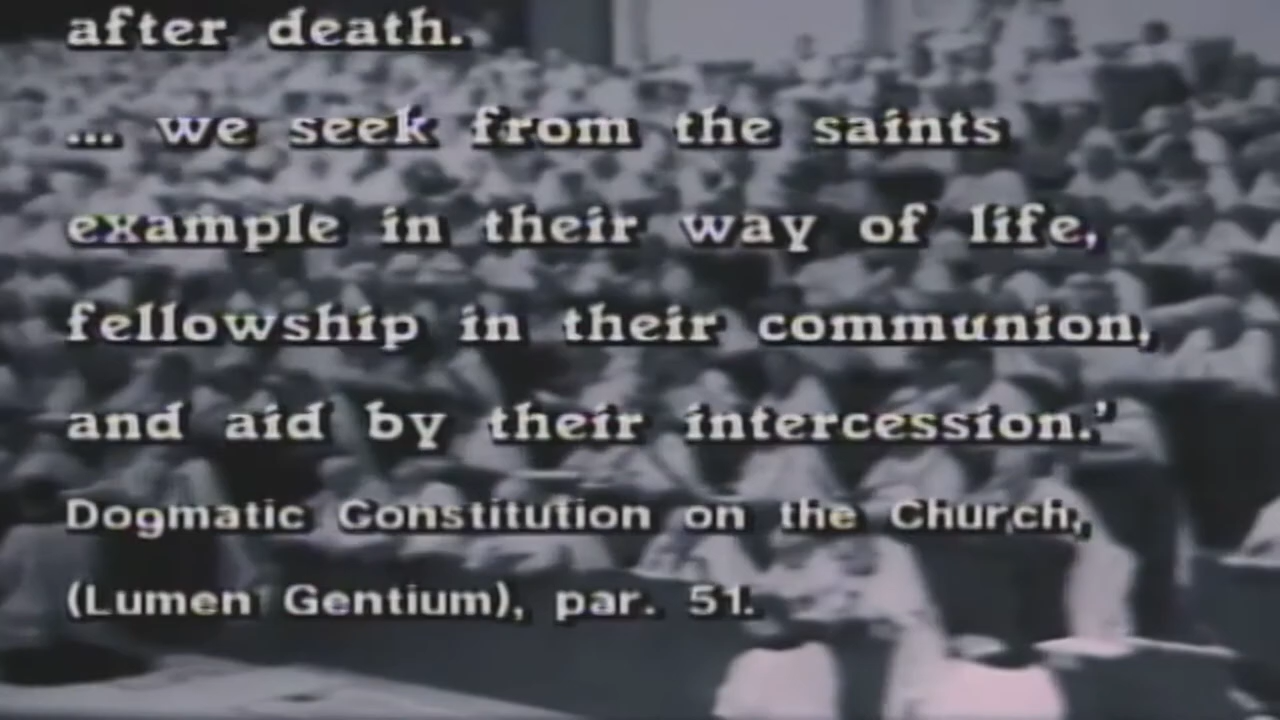 after death.
... we seek from the saints
example in their way of life,
fellowship in their communion,
and aid by their intercession.'
Dogmatic Constitution on the Church,
(Lumen Gentium), par. 51.